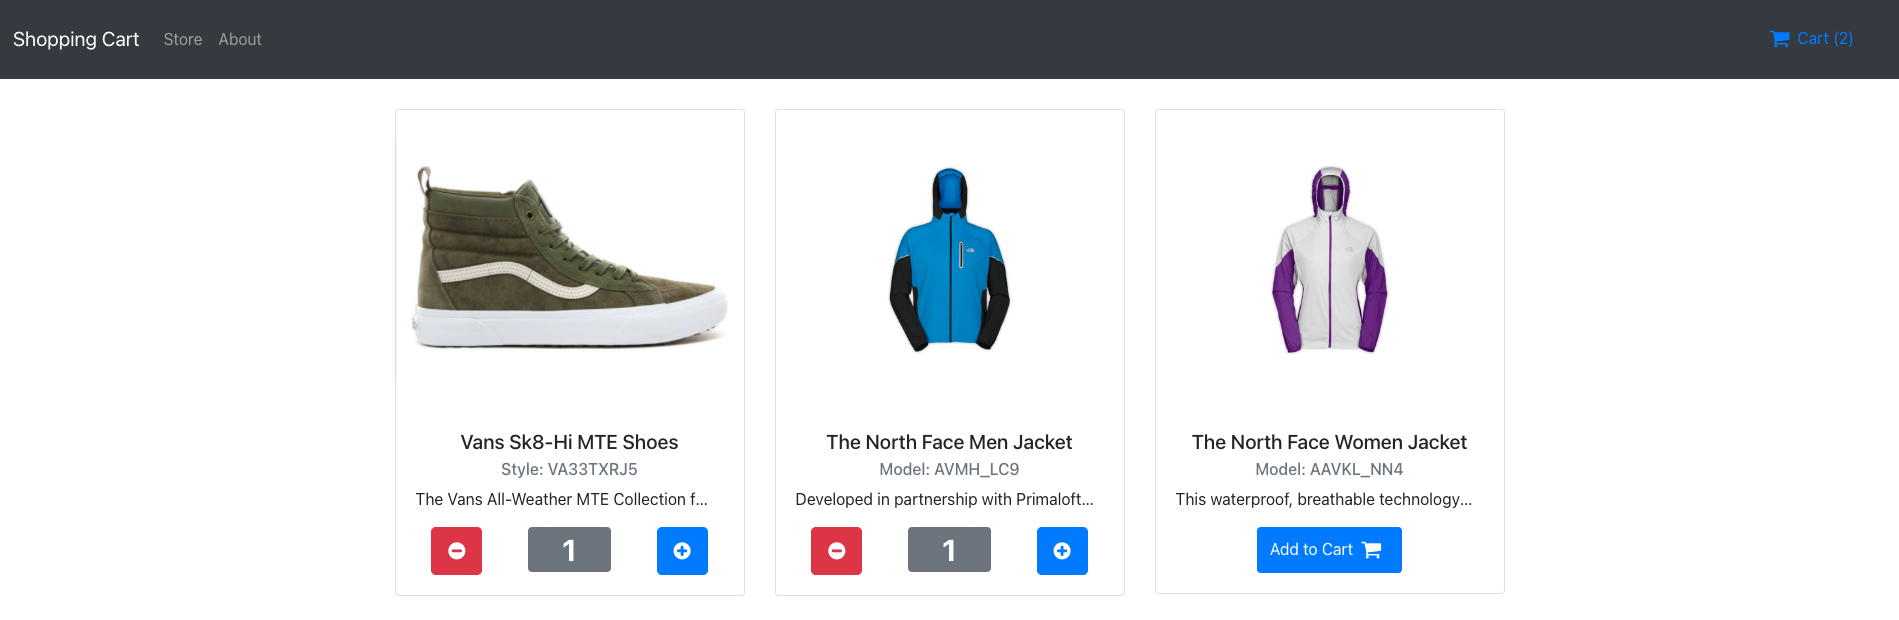 Shopping Cart Store About Cart (2)
Vans Sk8-Hi MTE Shoes
Style: VA33TXRJ5
The Vans All-Weather MTE Collection f...
1
The North Face Men Jacket
Model: AVMH_LC9
Developed in partnership with Primaloft...
1
The North Face Women Jacket
Model: AAVKL_NN4
This waterproof, breathable technology...
Add to Cart